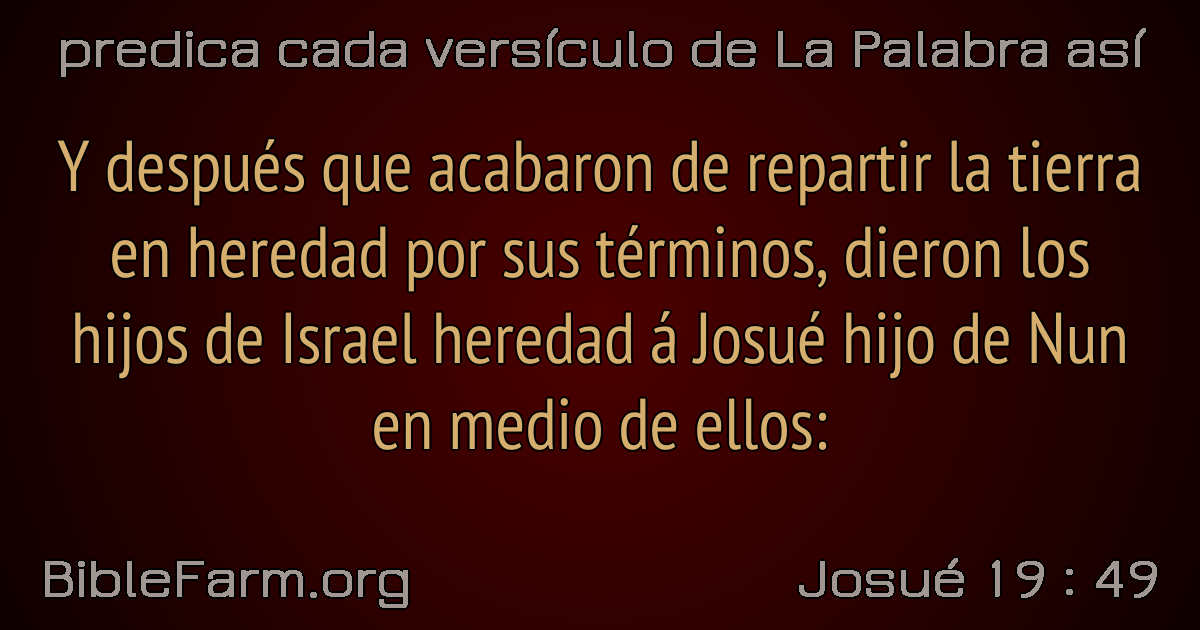 predica cada versículo de La Palabra así
Y después que acabaron de repartir la tierra
en heredad por sus términos, dieron los
hijos de Israel heredad á Josué hijo de Nun
en medio de ellos:
BibleFarm.org
Josué 19 : 49